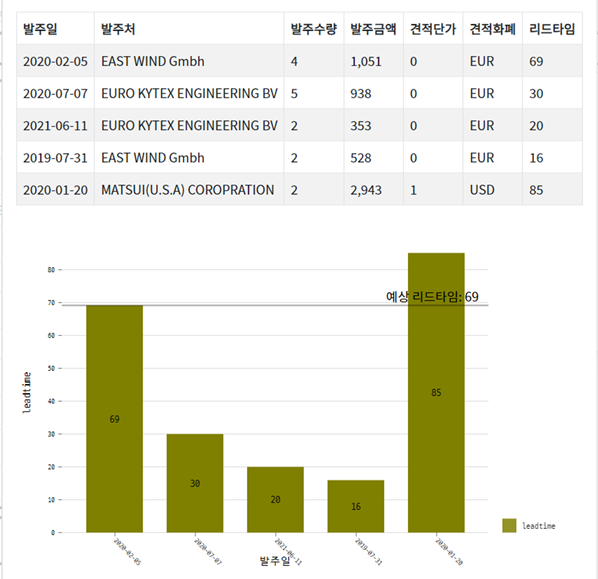 발주일 발주처 발주수량 발주금액 견적단가 견적화폐 리드타임
2020-02-05 EAST WIND Gmbh 4 1,051 0 EUR 69
2020-07-07 EURO KYTEX ENGINEERING BV 5 938 0 EUR 30
2021-06-11 EURO KYTEX ENGINEERING BV 2 353 0 EUR 20
2019-07-31 EAST WIND Gmbh 2 528 0 EUR 16
2020-01-20 MATSUI(U.S.A) COROPRATION 2 2,943 1 USD 85
80
예상 리드타임: 69
70
60
50
leadtime
40
85
69
30
20
30
20
16
10
0
leadtime
2020-02-05 2020-07-07 2021-06-11 2019-07-31 2020-01-20
발주일